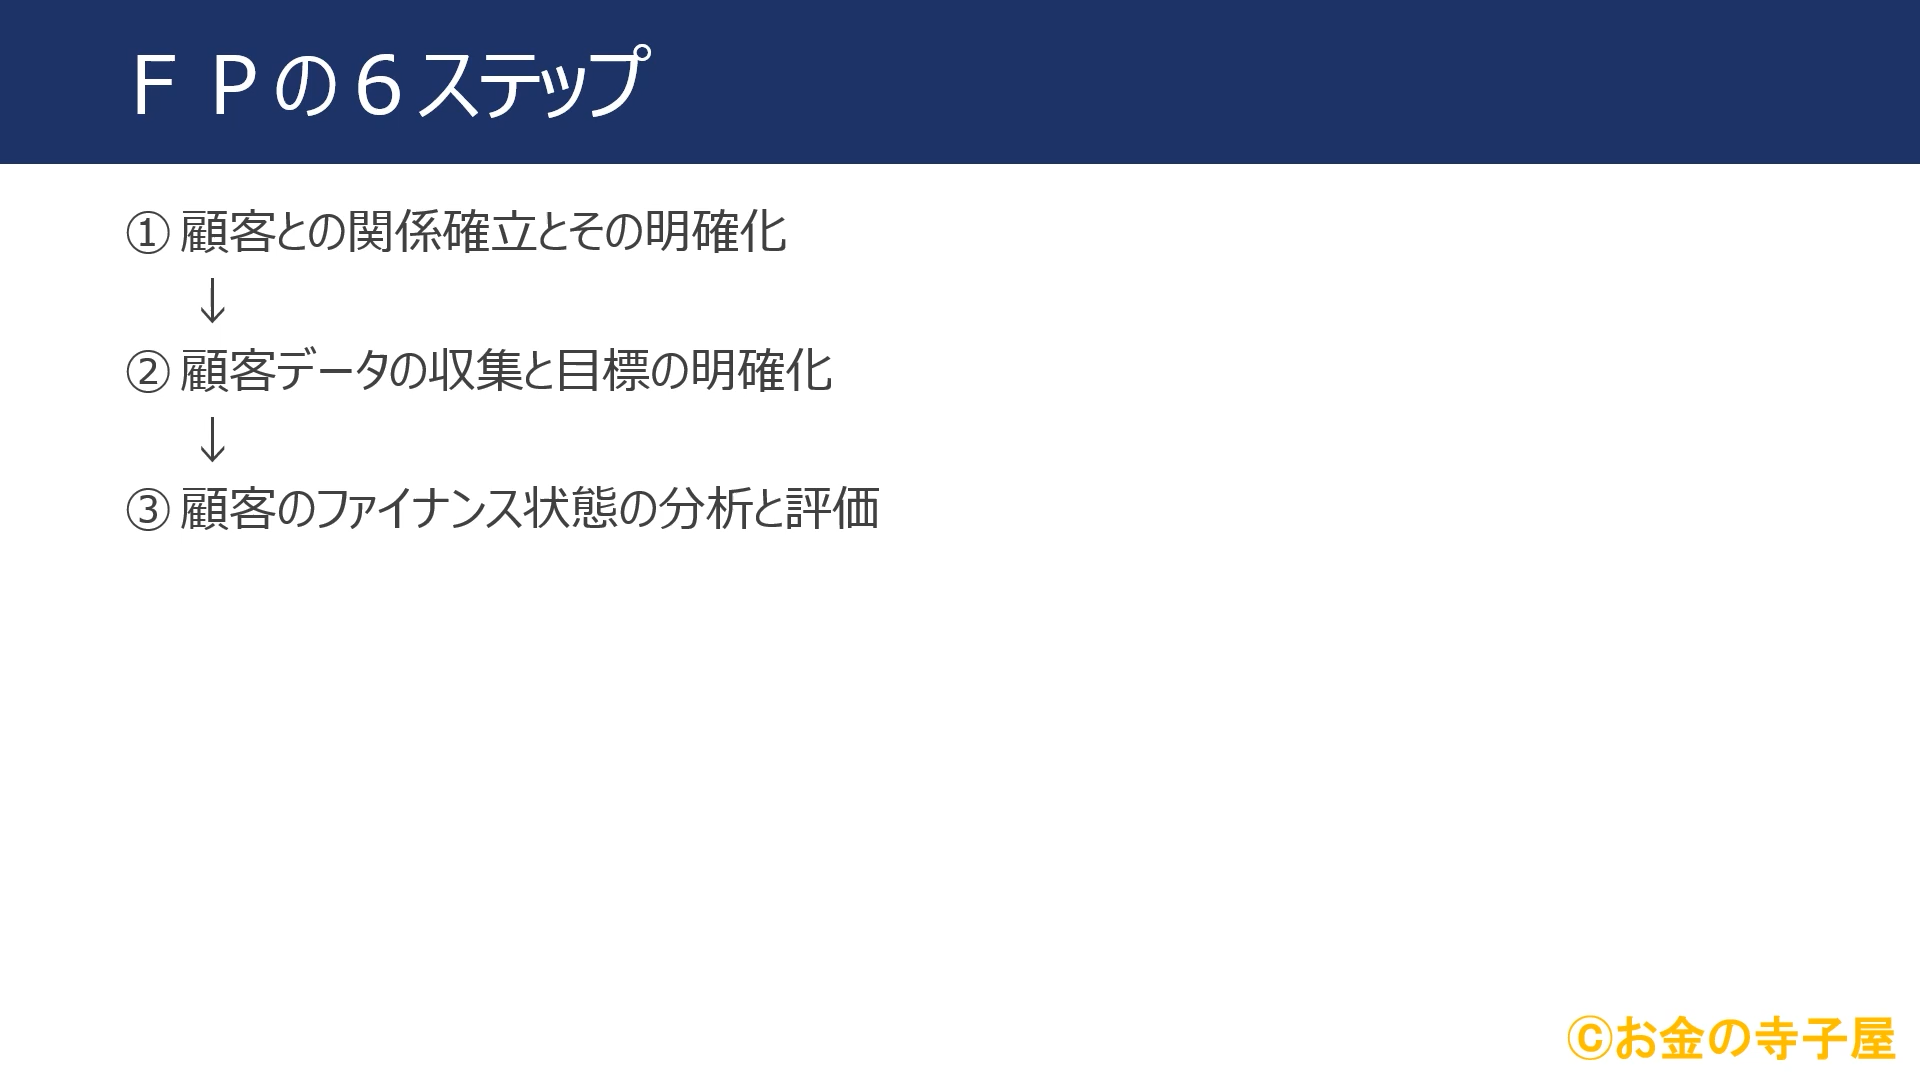 ＦＰの６ステップ
① 顧客との関係確立とその明確化
↓
② 顧客データの収集と目標の明確化
↓
③ 顧客のファイナンス状態の分析と評価
©お金の寺子屋